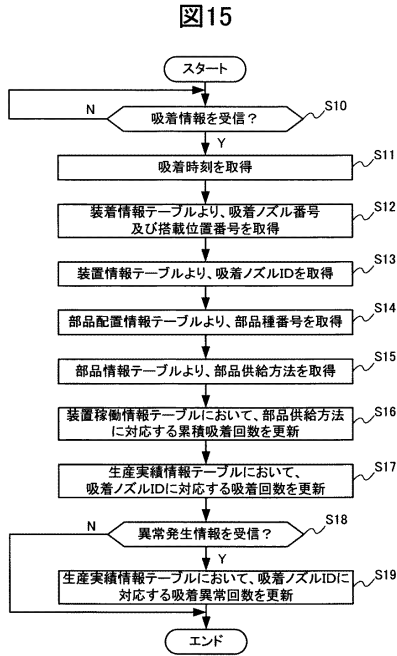 図15
スタート
N
吸着情報を受信？
S10
Y
吸着時刻を取得
S11
装着情報テーブルより、吸着ノズル番号
及び搭載位置番号を取得
S12
装置情報テーブルより、吸着ノズルIDを取得
S13
部品配置情報テーブルより、部品種番号を取得
S14
部品情報テーブルより、部品供給方法を取得
S15
装置稼働情報テーブルにおいて、部品供給方法
に対応する累積吸着回数を更新
S16
生産実績情報テーブルにおいて、
吸着ノズルIDに対応する吸着回数を更新
S17
N
異常発生情報を受信？
S18
Y
生産実績情報テーブルにおいて、吸着ノズルIDに
対応する吸着異常回数を更新
S19
エンド